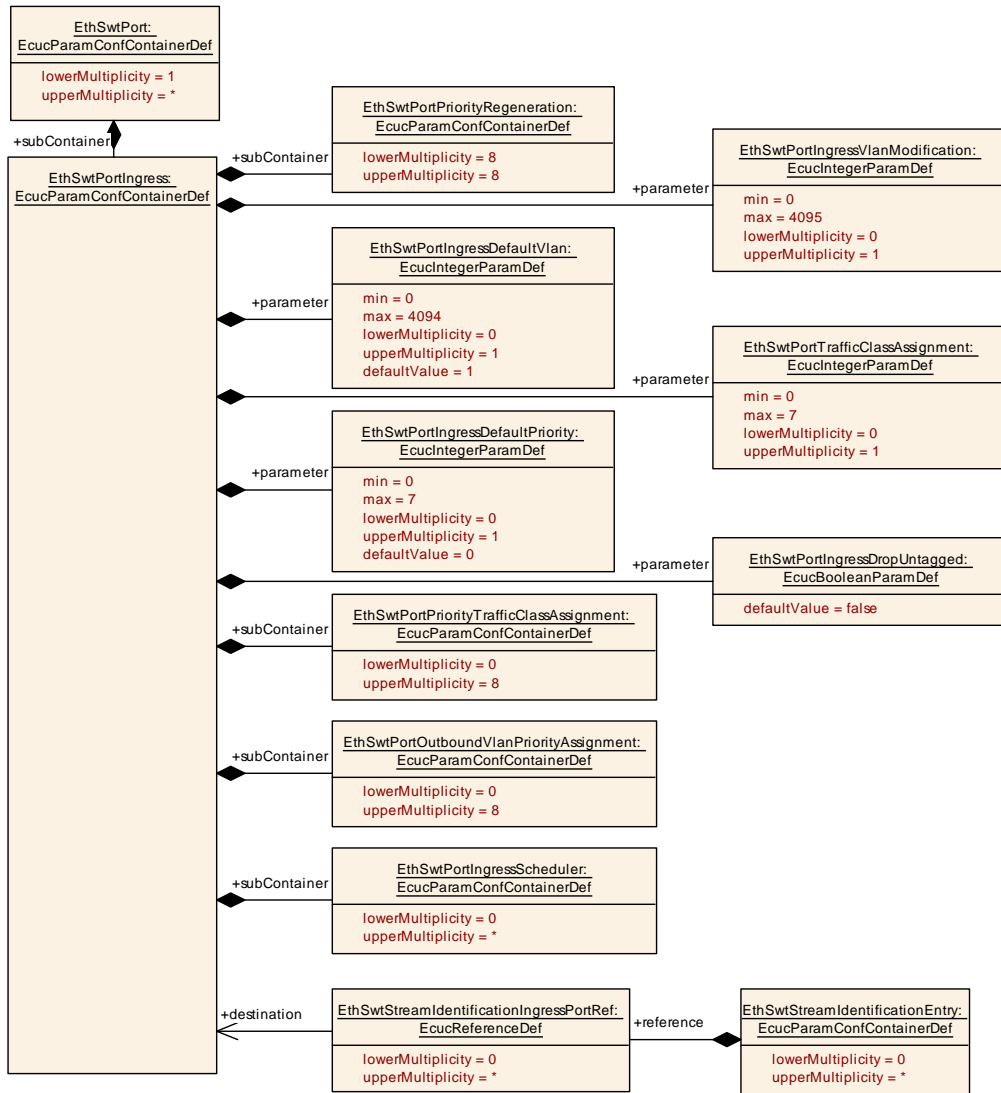 EthSwtPort:
EcucParamConfContainerDef
lowerMultiplicity = 1
upperMultiplicity = *
+subContainer
EthSwtPortIngress:
EcucParamConfContainerDef
+subContainer
EthSwtPortPriorityRegeneration:
EcucParamConfContainerDef
lowerMultiplicity = 8
upperMultiplicity = 8
+parameter
EthSwtPortIngressVlanModification:
EcucIntegerParamDef
min = 0
max = 4095
lowerMultiplicity = 0
upperMultiplicity = 1
+parameter
EthSwtPortIngressDefaultVlan:
EcucIntegerParamDef
min = 0
max = 4094
lowerMultiplicity = 0
upperMultiplicity = 1
defaultValue = 1
+parameter
EthSwtPortTrafficClassAssignment:
EcucIntegerParamDef
min = 0
max = 7
lowerMultiplicity = 0
upperMultiplicity = 1
+parameter
EthSwtPortIngressDefaultPriority:
EcucIntegerParamDef
min = 0
max = 7
lowerMultiplicity = 0
upperMultiplicity = 1
defaultValue = 0
+parameter
EthSwtPortIngressDropUntagged:
EcucBooleanParamDef
defaultValue = false
+subContainer
EthSwtPortPriorityTrafficClassAssignment:
EcucParamConfContainerDef
lowerMultiplicity = 0
upperMultiplicity = 8
+subContainer
EthSwtPortOutboundVlanPriorityAssignment:
EcucParamConfContainerDef
lowerMultiplicity = 0
upperMultiplicity = 8
+subContainer
EthSwtPortIngressScheduler:
EcucParamConfContainerDef
lowerMultiplicity = 0
upperMultiplicity = *
+destination
EthSwtStreamIdentificationIngressPortRef:
EcucReferenceDef
lowerMultiplicity = 0
upperMultiplicity = *
+reference
EthSwtStreamIdentificationEntry:
EcucParamConfContainerDef
lowerMultiplicity = 0
upperMultiplicity = *